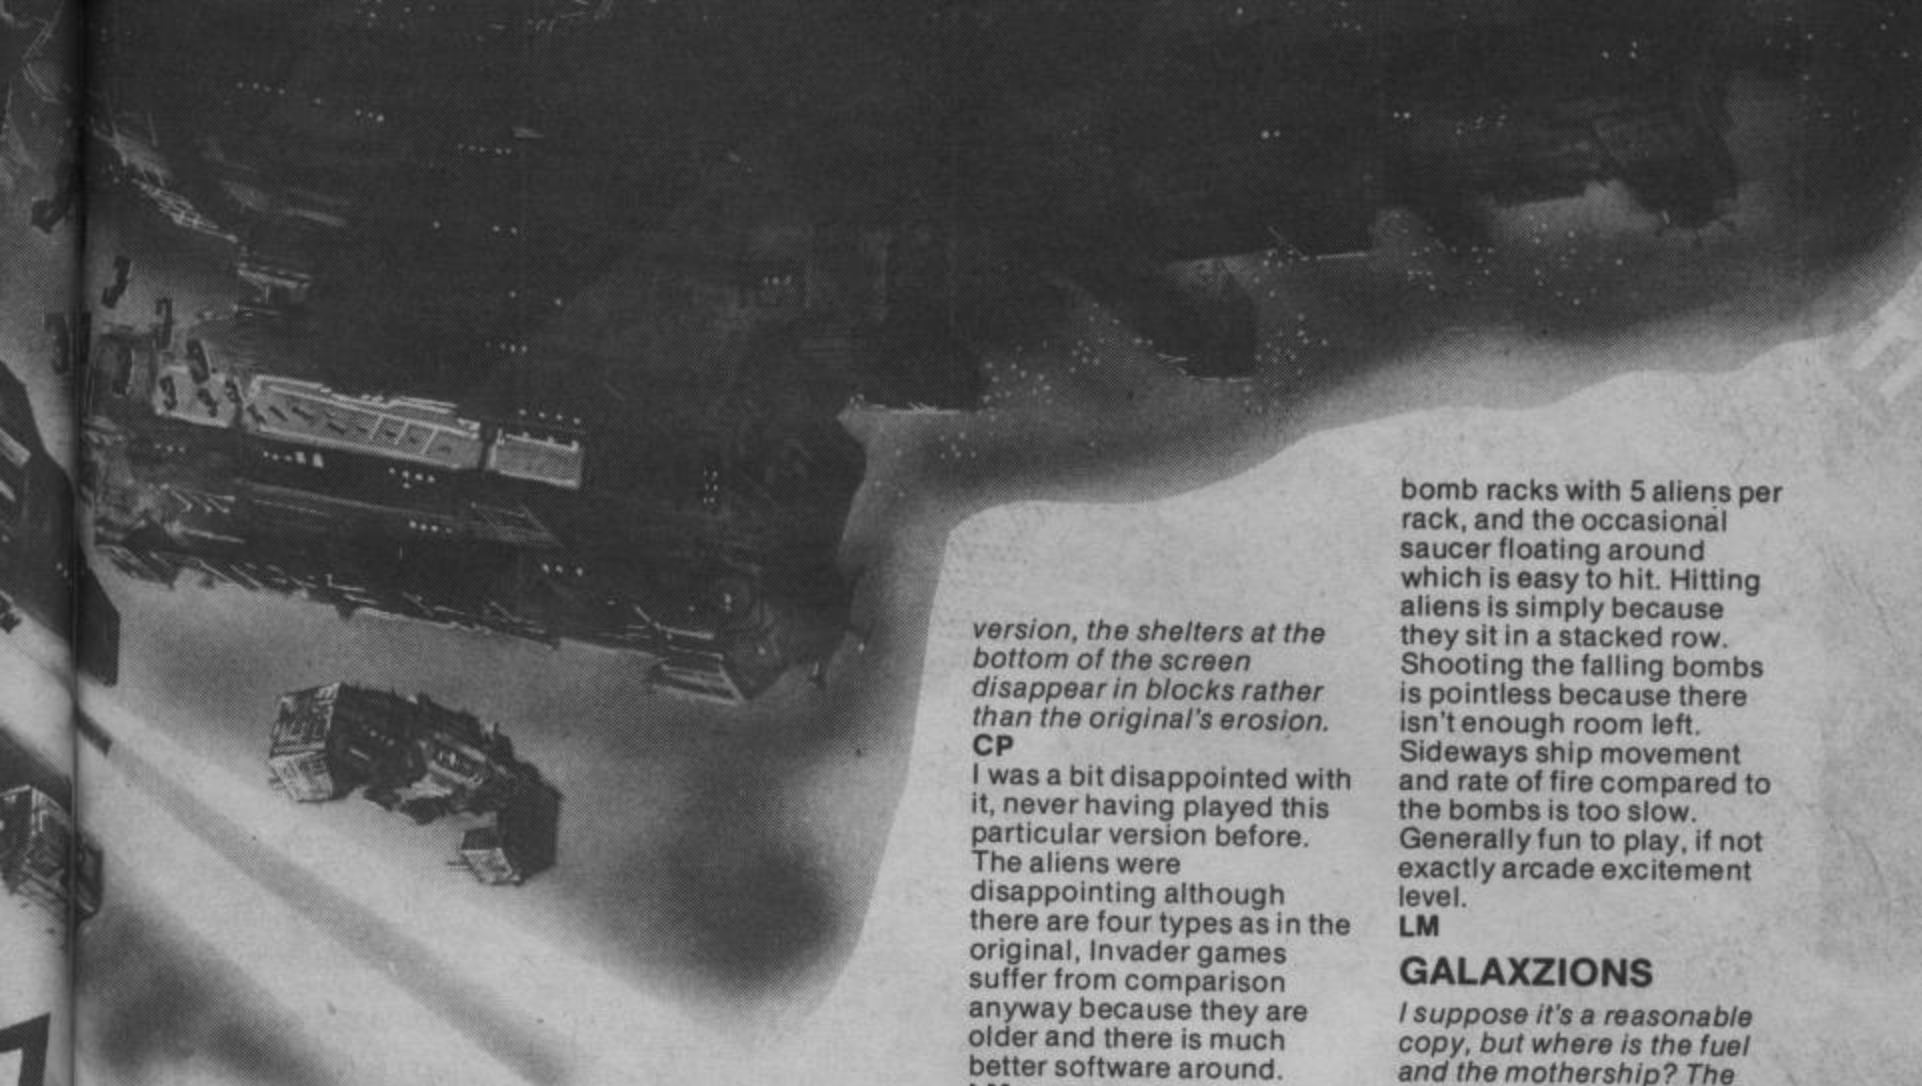 version, the shelters at the
bottom of the screen
disappear in blocks rather
than the original's erosion.
CP
I was a bit disappointed with
it, never having played this
particular version before.
The aliens were
disappointing although
there are four types as in the
original, Invader games
suffer from comparison
anyway because they are
older and there is much
better software around.
bomb racks with 5 aliens per
rack, and the occasional
saucer floating around
which is easy to hit. Hitting
aliens is simply because
they sit in a stacked row.
Shooting the falling bombs
is pointless because there
isn't enough room left.
Sideways ship movement
and rate of fire compared to
the bombs is too slow.
Generally fun to play, if not
exactly arcade excitement
level.
LM
GALAXZIONS
I suppose it's a reasonable
copy, but where is the fuel
and the mothership? The